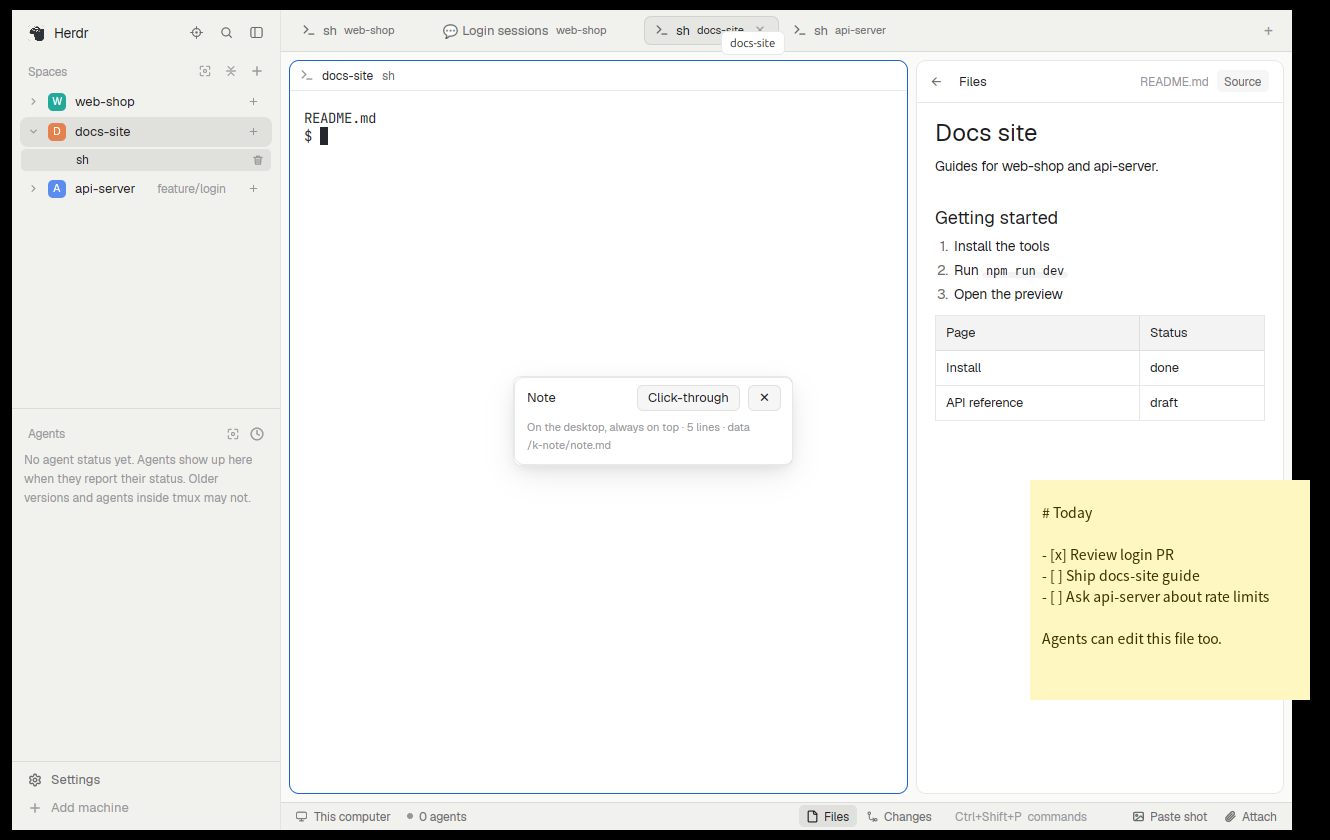 Herdr
Spaces
W web-shop
D docs-site
sh
A api-server feature/login
Agents
No agent status yet. Agents show up here
when they report their status. Older
versions and agents inside tmux may not.
Settings
Add machine
sh web-shop
Login sessions web-shop
sh docs-site
docs-site
sh api-server
docs-site sh
README.md
$
Note
Click-through
On the desktop, always on top · 5 lines · data
/k-note/note.md
Files
README.md
Source
Docs site
Guides for web-shop and api-server.
Getting started
1. Install the tools
2. Run npm run dev
3. Open the preview
Page Status
Install done
API reference draft
# Today
- [x] Review login PR
- [ ] Ship docs-site guide
- [ ] Ask api-server about rate limits
Agents can edit this file too.
This computer
0 agents
Files
Changes
Ctrl+Shift+P commands
Paste shot
Attach